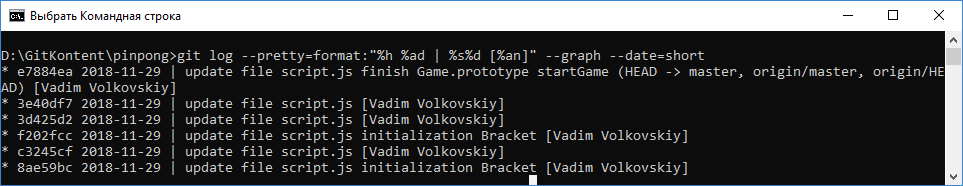 Выбрать Командная строка
D:\GitKontent\pinpong>git log --pretty=format:"%h %ad | %s%d [%an]" --graph --date=short
* e7884ea 2018-11-29 | update file script.js finish Game.prototype startGame (HEAD -> master, origin/master, origin/HE
AD) [Vadim Volkovskiy]
* 3e40df7 2018-11-29 | update file script.js [Vadim Volkovskiy]
* 3d425d2 2018-11-29 | update file script.js [Vadim Volkovskiy]
* f202fcc 2018-11-29 | update file script.js initialization Bracket [Vadim Volkovskiy]
* c3245cf 2018-11-29 | update file script.js [Vadim Volkovskiy]
* 8ae59bc 2018-11-29 | update file script.js initialization Bracket [Vadim Volkovskiy]